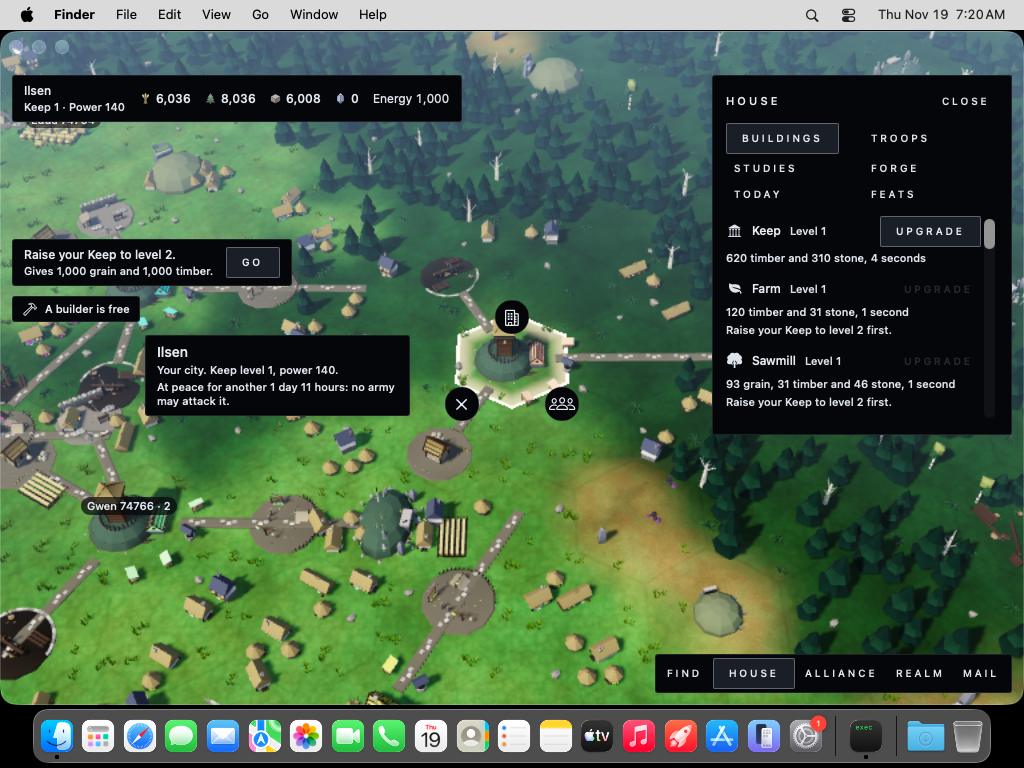 Finder File Edit View Go Window Help
Thu Nov 19 7:20 AM
Ilsen
Keep 1 · Power 140
6,036
8,036
6,008
0
Energy 1,000
Raise your Keep to level 2.
Gives 1,000 grain and 1,000 timber.
GO
A builder is free
Ilsen
Your city. Keep level 1, power 140.
At peace for another 1 day 11 hours: no army
may attack it.
Gwen 74766 · 2
HOUSE
CLOSE
BUILDINGS
TROOPS
STUDIES
FORGE
TODAY
FEATS
Keep Level 1
UPGRADE
620 timber and 310 stone, 4 seconds
Farm Level 1
UPGRADE
120 timber and 31 stone, 1 second
Raise your Keep to level 2 first.
Sawmill Level 1
UPGRADE
93 grain, 31 timber and 46 stone, 1 second
Raise your Keep to level 2 first.
FIND
HOUSE
ALLIANCE
REALM
MAIL
Thu
19
tv
1
exec